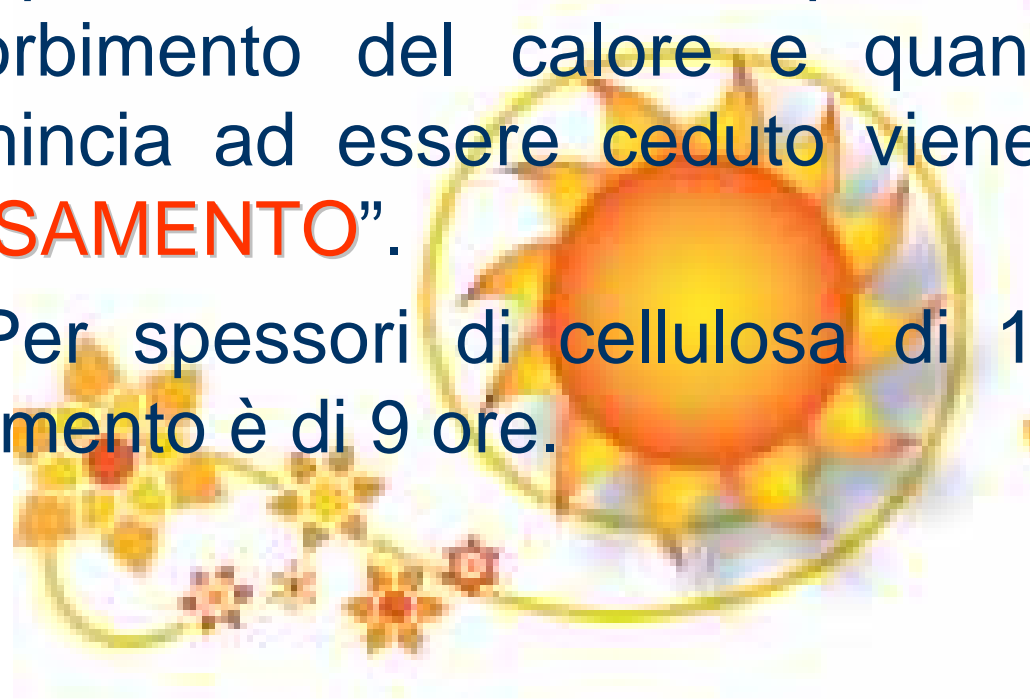 orbimento del calore e quan
mincia ad essere ceduto viene
SAMENTO”.
Per spessori di cellulosa di 1
mento è di 9 ore.